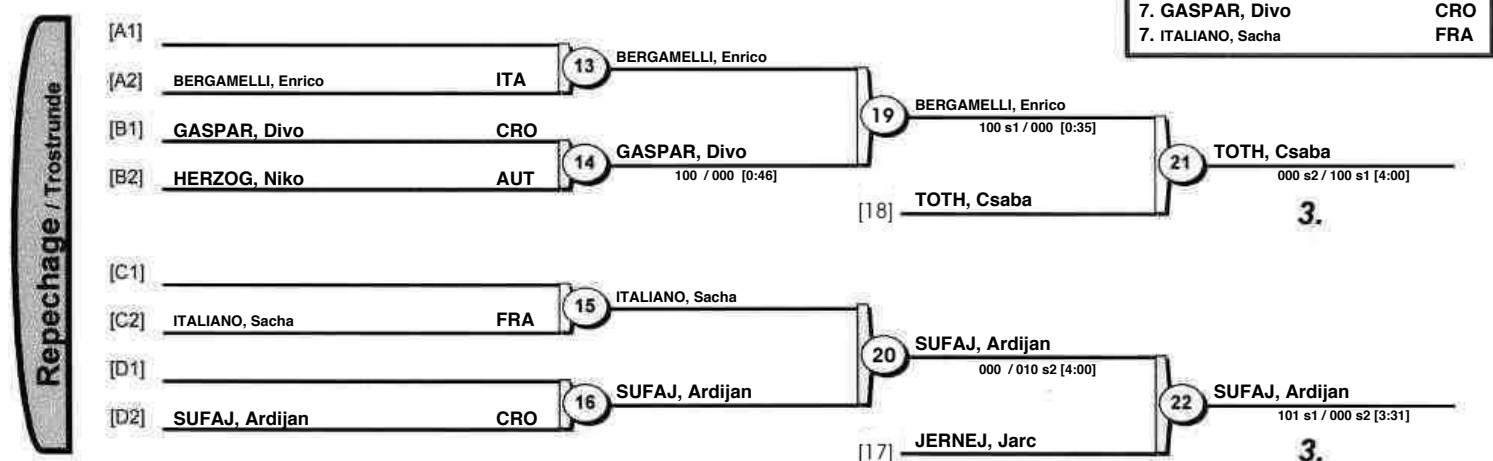 7. GASPAR, Divo CRO
7. ITALIANO, Sacha FRA
Repechage / Trostrunde
[A1]
13 BERGAMELLI, Enrico
[A2] BERGAMELLI, Enrico ITA
19 BERGAMELLI, Enrico
100 s1 / 000 [0:35]
[B1] GASPAR, Divo CRO
14 GASPAR, Divo
100 / 000 [0:46]
21 TOTH, Csaba
000 s2 / 100 s1 [4:00]
[B2] HERZOG, Niko AUT
[18] TOTH, Csaba
3.
[C1]
15 ITALIANO, Sacha
[C2] ITALIANO, Sacha FRA
20 SUFAJ, Ardijan
000 / 010 s2 [4:00]
[D1]
16 SUFAJ, Ardijan
22 SUFAJ, Ardijan
101 s1 / 000 s2 [3:31]
[D2] SUFAJ, Ardijan CRO
[17] JERNEJ, Jarc
3.